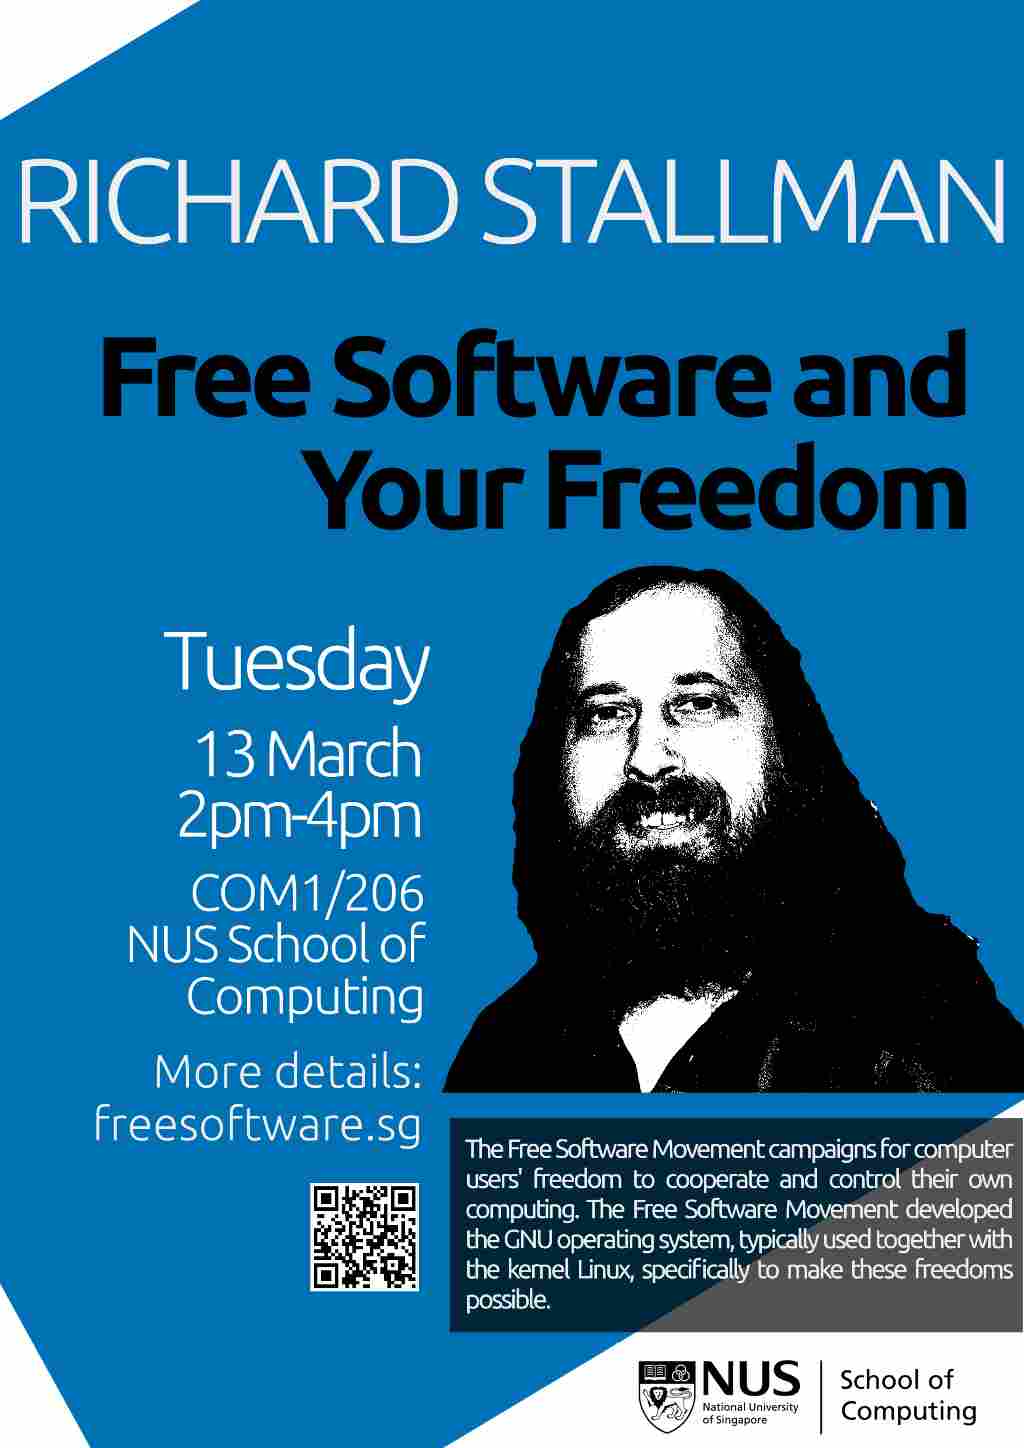 RICHARD STALLMAN
Free Software and
Your Freedom
Tuesday
13 March
2pm-4pm
COM1/206
NUS School of
Computing
More details:
freesoftware.sg
The Free Software Movement campaigns for computer
users' freedom to cooperate and control their own
computing. The Free Software Movement developed
the GNU operating system, typically used together with
the kernel Linux, specifically to make these freedoms
possible.
NUS
National University
of Singapore
School of
Computing